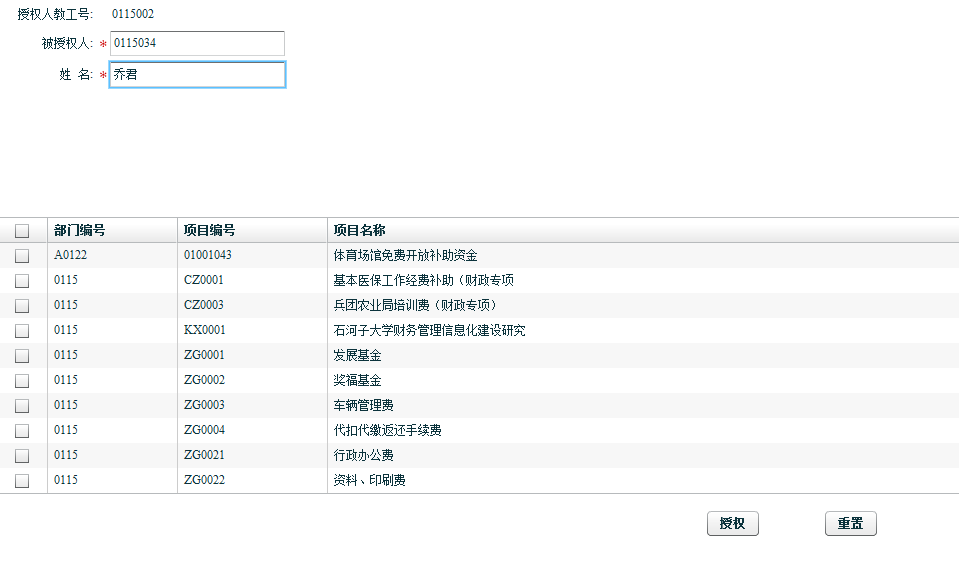 授权人教工号: 0115002
被授权人: * 0115034
姓 名: * 乔君
部门编号 项目编号 项目名称
A0122 01001043 体育场馆免费开放补助资金
0115 CZ0001 基本医保工作经费补助（财政专项
0115 CZ0003 兵团农业局培训费（财政专项）
0115 KX0001 石河子大学财务管理信息化建设研究
0115 ZG0001 发展基金
0115 ZG0002 奖福基金
0115 ZG0003 车辆管理费
0115 ZG0004 代扣代缴返还手续费
0115 ZG0021 行政办公费
0115 ZG0022 资料、印刷费
授权 重置